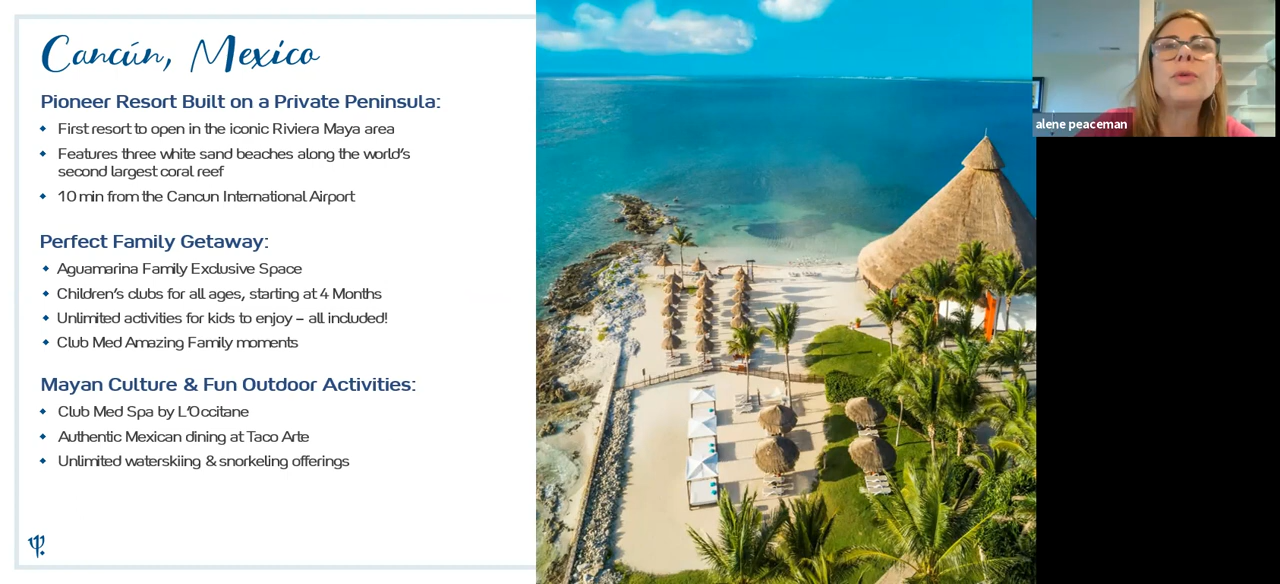 Cancún, Mexico
Pioneer Resort Built on a Private Peninsula:
First resort to open in the iconic Riviera Maya area
Features three white sand beaches along the world's
second largest coral reef
10 min from the Cancun International Airport
Perfect Family Getaway:
Aguamarina Family Exclusive Space
Children's clubs for all ages, starting at 4 Months
Unlimited activities for kids to enjoy – all included!
Club Med Amazing Family moments
Mayan Culture & Fun Outdoor Activities:
Club Med Spa by L'Occitane
Authentic Mexican dining at Taco Arte
Unlimited waterskiing & snorkeling offerings
alene peaceman